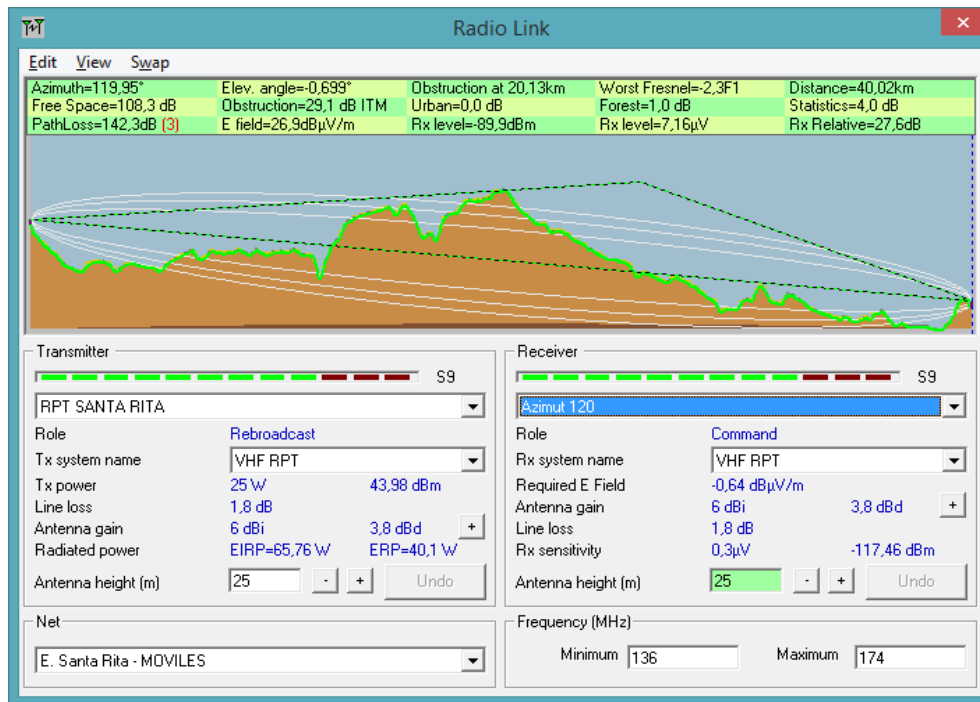 Radio Link
Edit View Swap
Azimuth=119,95° Elev. angle=-0,699° Obstruction at 20,13km Worst Fresnel=-2,3F1 Distance=40,02km
Free Space=108,3 dB Obstruction=29,1 dB ITM Urban=0,0 dB Forest=1,0 dB Statistics=4,0 dB
PathLoss=142,3dB (3) E field=26,9dBµV/m Rx level=-89,9dBm Rx level=7,16µV Rx Relative=27,6dB
Transmitter
S9
RPT SANTA RITA
Role Rebroadcast
Tx system name VHF RPT
Tx power 25 W 43,98 dBm
Line loss 1,8 dB
Antenna gain 6 dBi 3,8 dBd +
Radiated power EIRP=65,76 W ERP=40,1 W
Antenna height (m) 25 - + Undo
Net
E. Santa Rita - MOVILES
Receiver
S9
Azimut 120
Role Command
Rx system name VHF RPT
Required E Field -0,64 dBµV/m
Antenna gain 6 dBi 3,8 dBd +
Line loss 1,8 dB
Rx sensitivity 0,3µV -117,46 dBm
Antenna height (m) 25 - + Undo
Frequency (MHz)
Minimum 136 Maximum 174